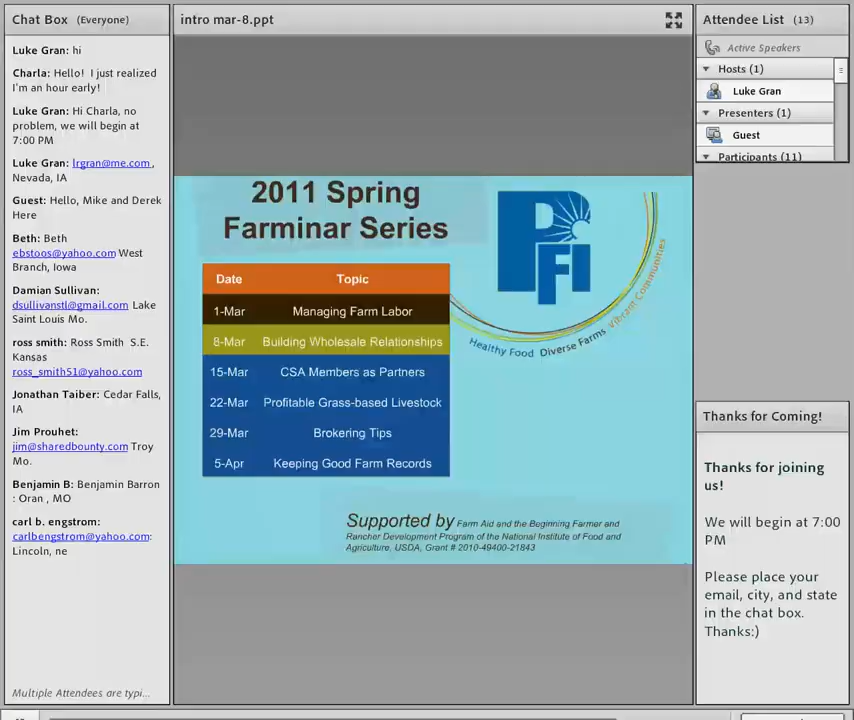 Chat Box (Everyone)
Luke Gran: hi
Charla: Hello! I just realized
I'm an hour early!
Luke Gran: Hi Charla, no
problem, we will begin at
7:00 PM
Luke Gran: lrgran@me.com ,
Nevada, IA
Guest: Hello, Mike and Derek
Here
Beth: Beth
ebstoos@yahoo.com West
Branch, Iowa
Damian Sullivan:
dsullivanstl@gmail.com Lake
Saint Louis Mo.
ross smith: Ross Smith S.E.
Kansas
ross_smith51@yahoo.com
Jonathan Taiber: Cedar Falls,
IA
Jim Prouhet:
jim@sharedbounty.com Troy
Mo.
Benjamin B: Benjamin Barron
: Oran , MO
carl b. engstrom:
carlbengstrom@yahoo.com:
Lincoln, ne
Multiple Attendees are typi...
intro mar-8.ppt
2011 Spring
Farminar Series
Date Topic
1-Mar Managing Farm Labor
8-Mar Building Wholesale Relationships
15-Mar CSA Members as Partners
22-Mar Profitable Grass-based Livestock
29-Mar Brokering Tips
5-Apr Keeping Good Farm Records
PFI
Healthy Food Diverse Farms Vibrant Communities
Supported by Farm Aid and the Beginning Farmer and
Rancher Development Program of the National Institute of Food and
Agriculture, USDA, Grant # 2010-49400-21843
Attendee List (13)
Active Speakers
Hosts (1)
Luke Gran
Presenters (1)
Guest
Participants (11)
Thanks for Coming!
Thanks for joining
us!
We will begin at 7:00
PM
Please place your
email, city, and state
in the chat box.
Thanks:)